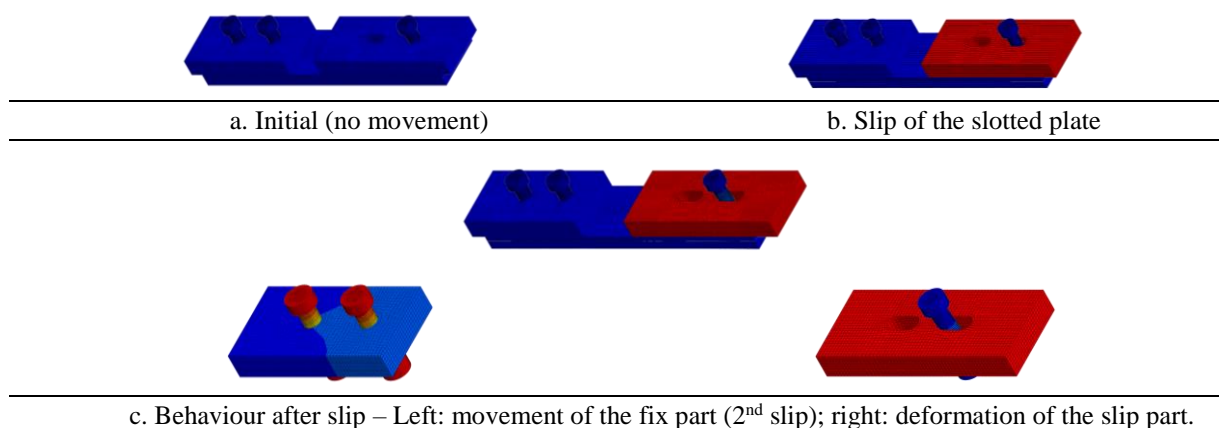 a. Initial (no movement)
b. Slip of the slotted plate
c. Behaviour after slip – Left: movement of the fix part (2nd slip); right: deformation of the slip part.